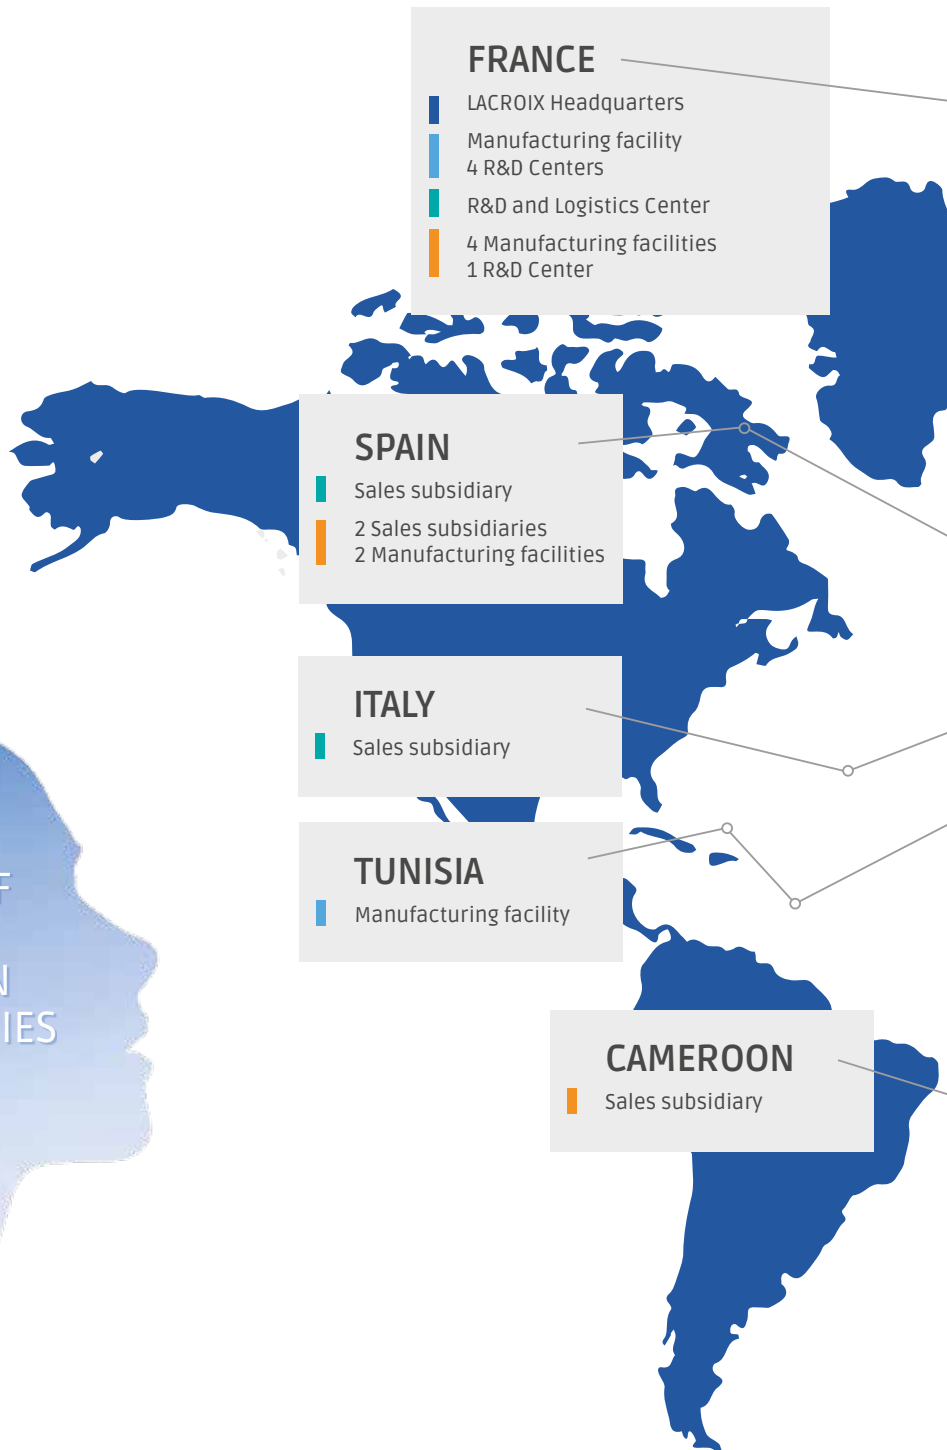 FRANCE
LACROIX Headquarters
Manufacturing facility
4 R&D Centers
R&D and Logistics Center
4 Manufacturing facilities
1 R&D Center
SPAIN
Sales subsidiary
2 Sales subsidiaries
2 Manufacturing facilities
ITALY
Sales subsidiary
TUNISIA
Manufacturing facility
CAMEROON
Sales subsidiary